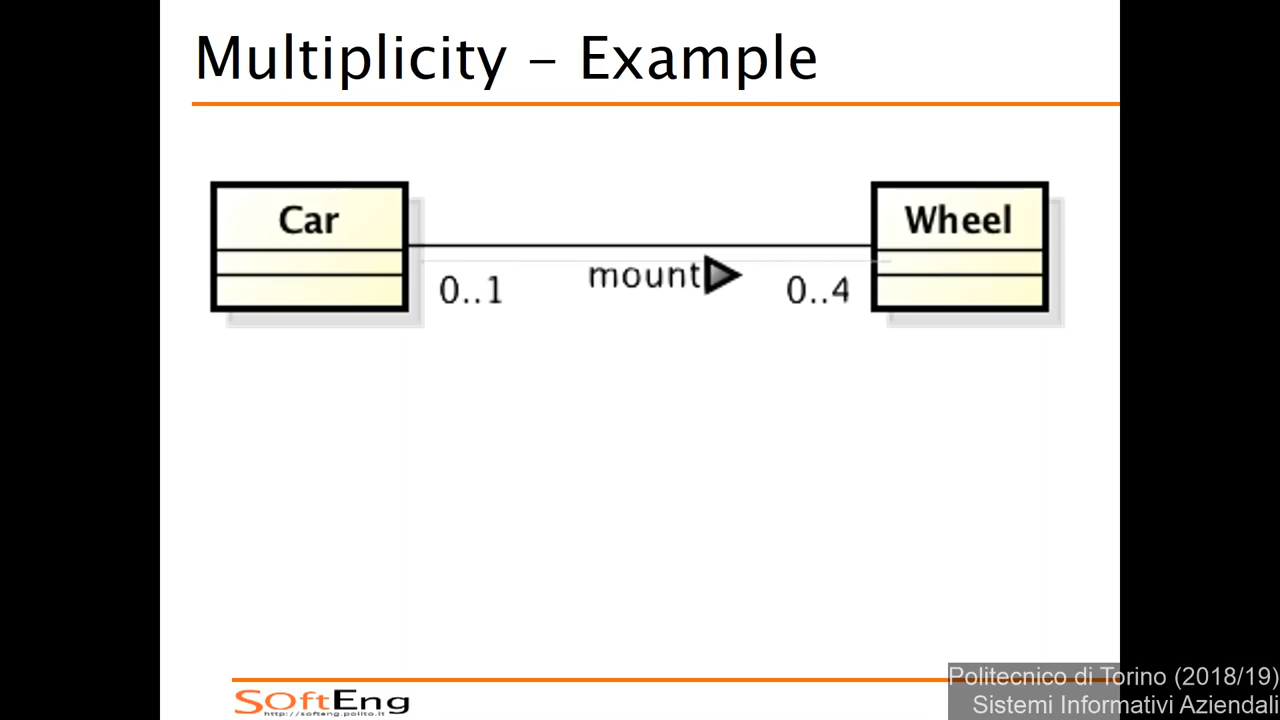 Multiplicity – Example
Car
Wheel
0..1
mount
0..4
SoftEng
http://softeng.polito.it
Politecnico di Torino (2018/19)
Sistemi Informativi Aziendali